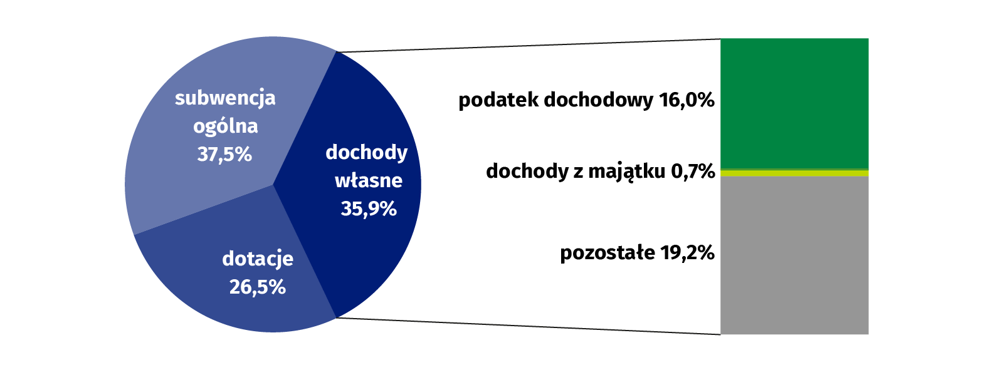 subwencja
ogólna
37,5%
dochody
własne
35,9%
dotacje
26,5%
podatek dochodowy 16,0%
dochody z majątku 0,7%
pozostałe 19,2%